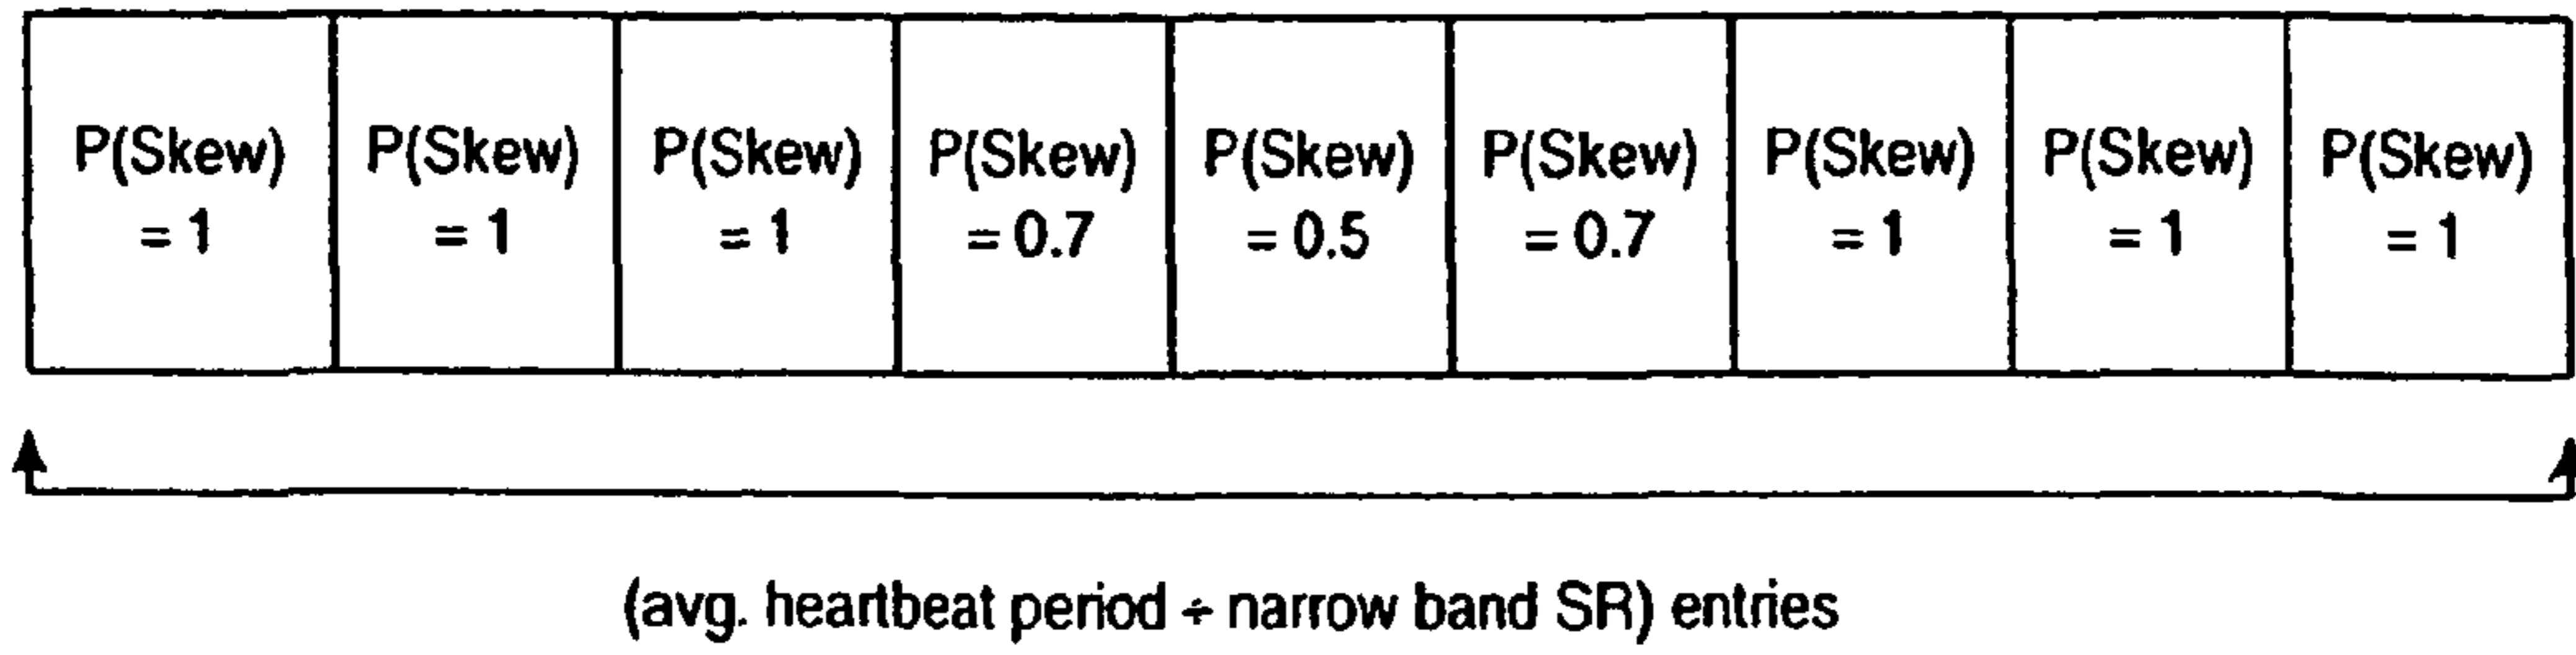 P(Skew) P(Skew) P(Skew) P(Skew) P(Skew) P(Skew) P(Skew) P(Skew) P(Skew)
= 1 = 1 = 1 = 0.7 = 0.5 = 0.7 = 1 = 1 = 1
(avg. heartbeat period ÷ narrow band SR) entries